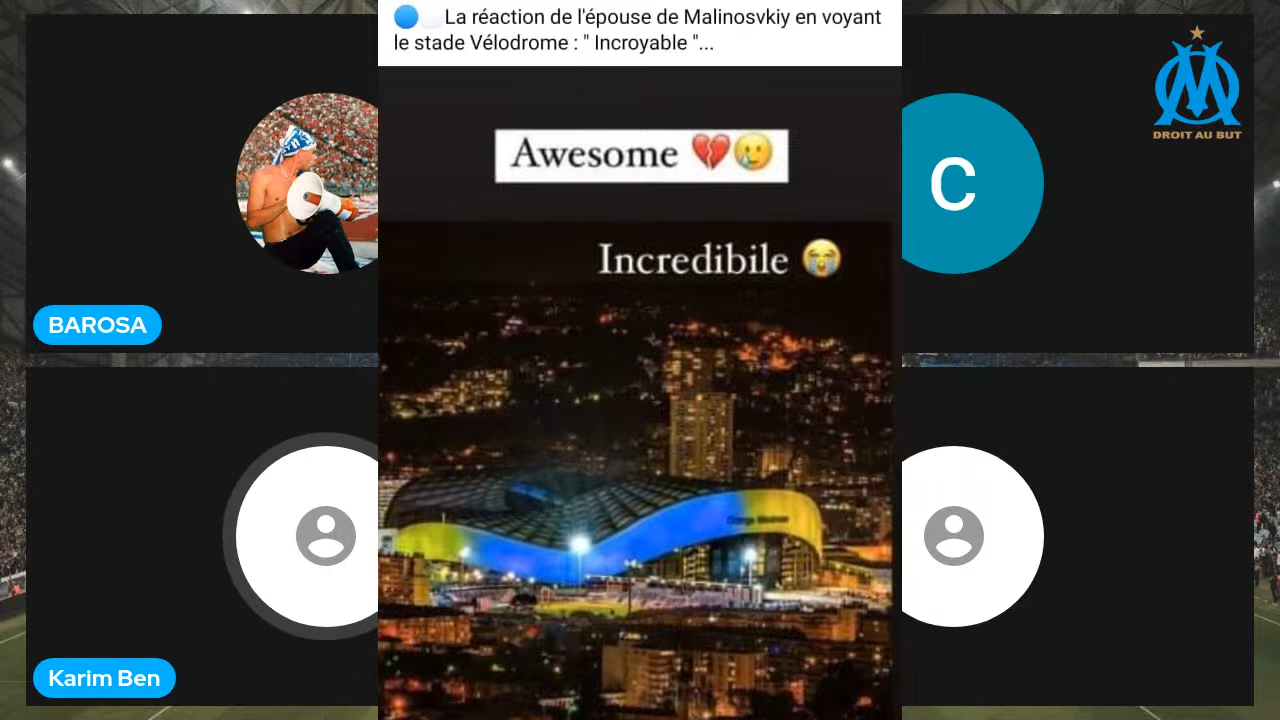 La réaction de l'épouse de Malinosvkiy en voyant
le stade Vélodrome : " Incroyable "...
Awesome 💔🥲
Incredibile 😭
DROIT AU BUT
C
BAROSA
Karim Ben